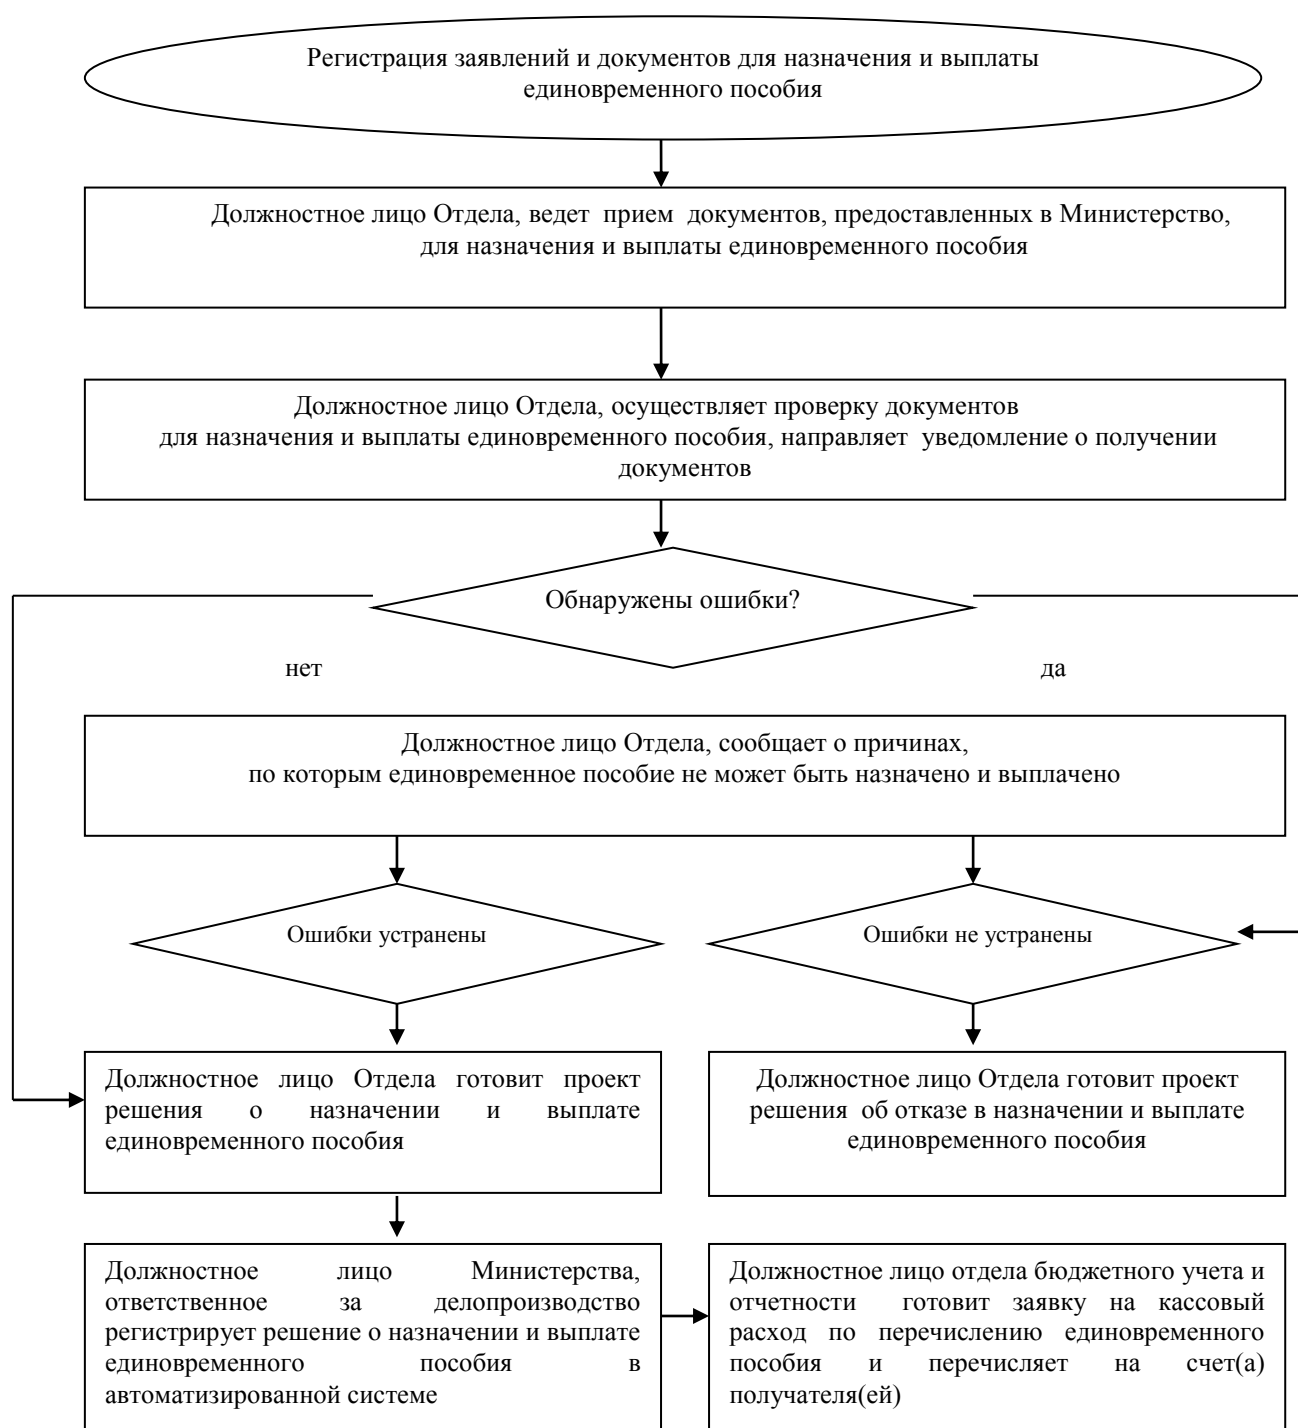 Регистрация заявлений и документов для назначения и выплаты
единовременного пособия
Должностное лицо Отдела, ведет прием документов, предоставленных в Министерство,
для назначения и выплаты единовременного пособия
Должностное лицо Отдела, осуществляет проверку документов
для назначения и выплаты единовременного пособия, направляет уведомление о получении
документов
Обнаружены ошибки?
нет
да
Должностное лицо Отдела, сообщает о причинах,
по которым единовременное пособие не может быть назначено и выплачено
Ошибки устранены
Ошибки не устранены
Должностное лицо Отдела готовит проект
решения о назначении и выплате
единовременного пособия
Должностное лицо Отдела готовит проект
решения об отказе в назначении и выплате
единовременного пособия
Должностное лицо Министерства,
ответственное за делопроизводство
регистрирует решение о назначении и выплате
единовременного пособия в
автоматизированной системе
Должностное лицо отдела бюджетного учета и
отчетности готовит заявку на кассовый
расход по перечислению единовременного
пособия и перечисляет на счет(а)
получателя(ей)